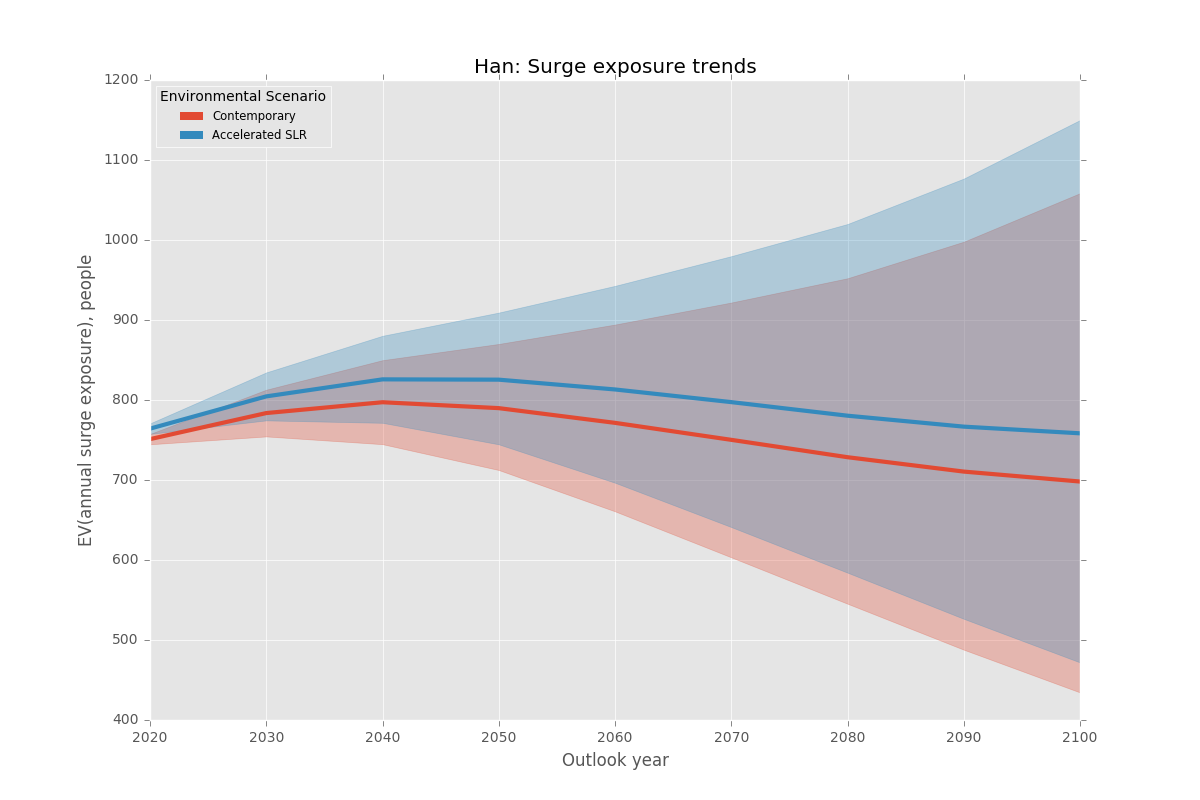 Han: Surge exposure trends
Environmental Scenario
Contemporary
Accelerated SLR
1200
1100
1000
900
800
700
600
500
400
EV(annual surge exposure), people
2020 2030 2040 2050 2060 2070 2080 2090 2100
Outlook year